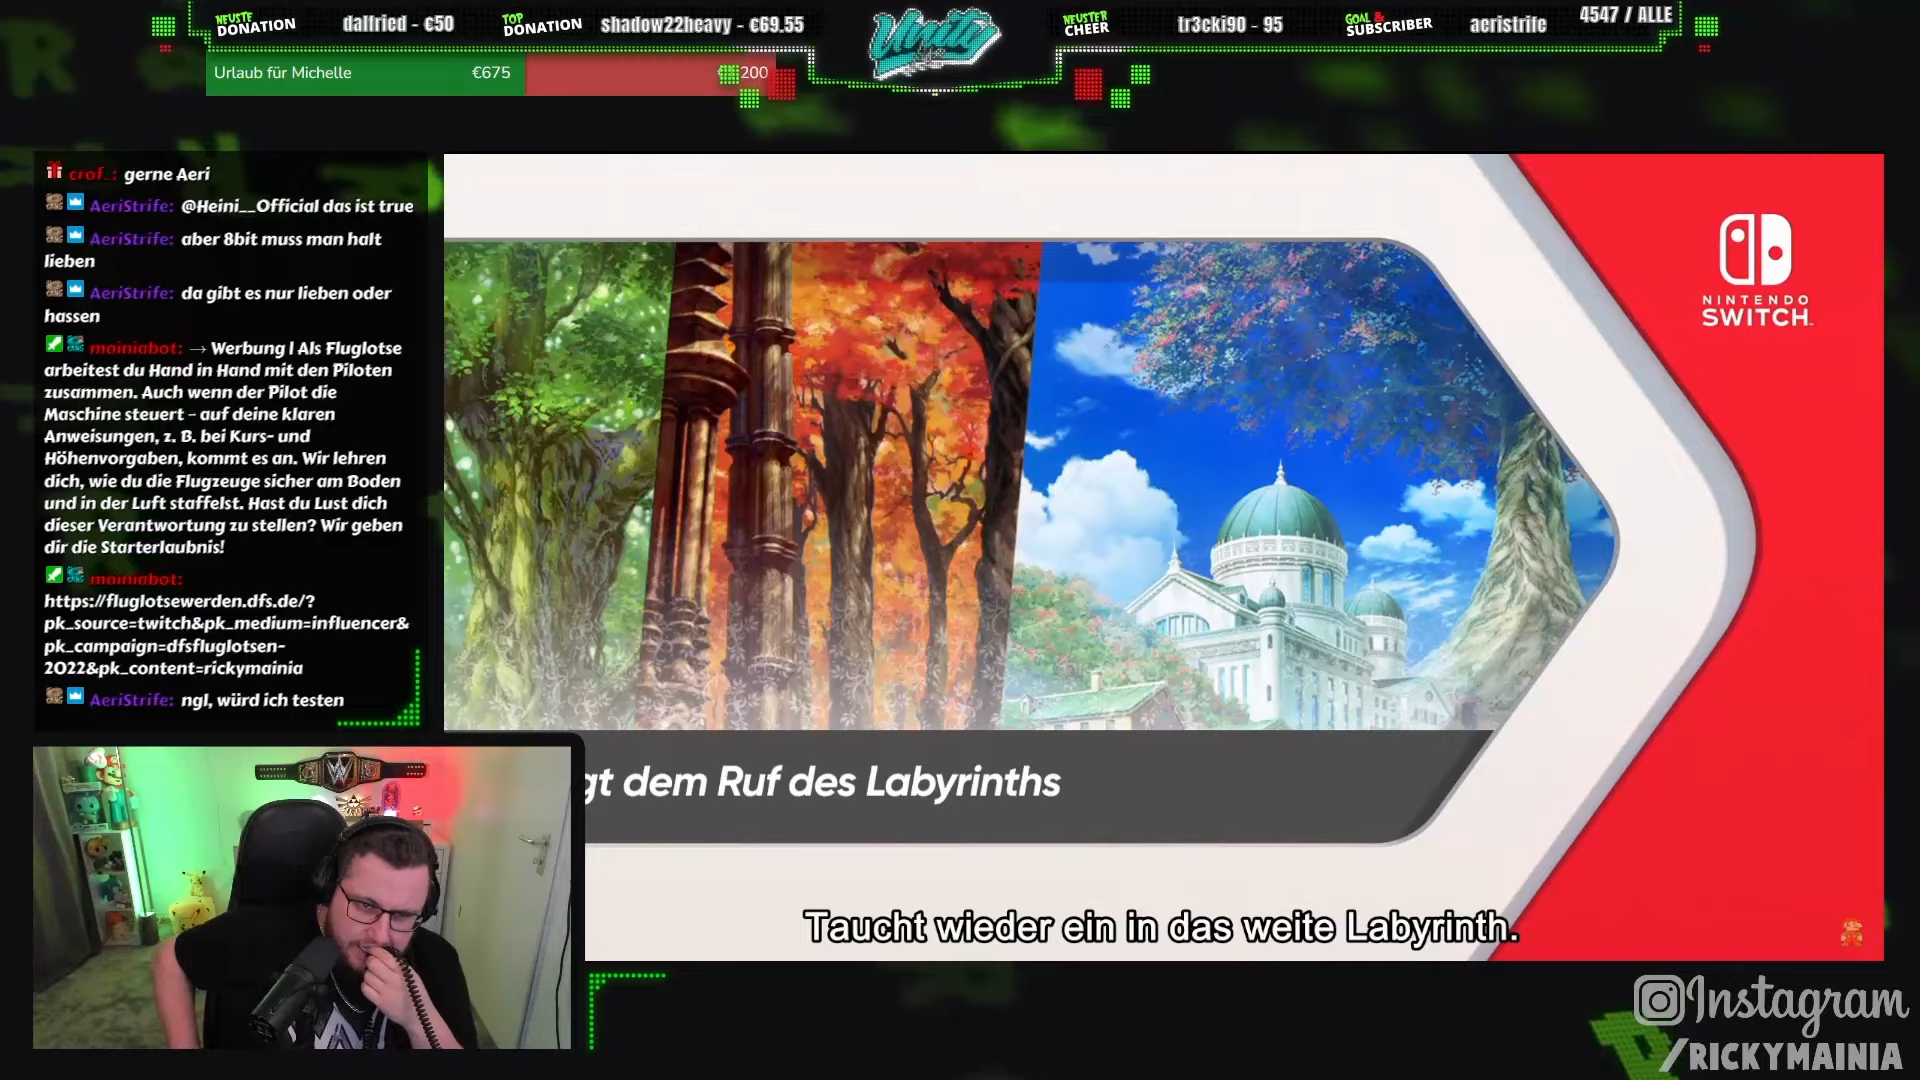 NEUSTE DONATION
dalfried - €50
TOP DONATION
shadow22heavy - €69.55
NEUSTER CHEER
tr3cki90 - 95
GOAL & SUBSCRIBER
aeristrife
4547 / ALLE
Urlaub für Michelle
€675
200
crof_: gerne Aeri
AeriStrife: @Heini__Official das ist true
AeriStrife: aber 8bit muss man halt
lieben
AeriStrife: da gibt es nur lieben oder
hassen
mainiabot: → Werbung | Als Fluglotse
arbeitest du Hand in Hand mit den Piloten
zusammen. Auch wenn der Pilot die
Maschine steuert – auf deine klaren
Anweisungen, z. B. bei Kurs- und
Höhenvorgaben, kommt es an. Wir lehren
dich, wie du die Flugzeuge sicher am Boden
und in der Luft staffelst. Hast du Lust dich
dieser Verantwortung zu stellen? Wir geben
dir die Starterlaubnis!
mainiabot:
https://fluglotsewerden.dfs.de/?
pk_source=twitch&pk_medium=influencer&
pk_campaign=dfsfluglotsen-
2022&pk_content=rickymainia
AeriStrife: ngl, würd ich testen
NINTENDO
SWITCH™
gt dem Ruf des Labyrinths
Taucht wieder ein in das weite Labyrinth.
Instagram
/RICKYMAINIA